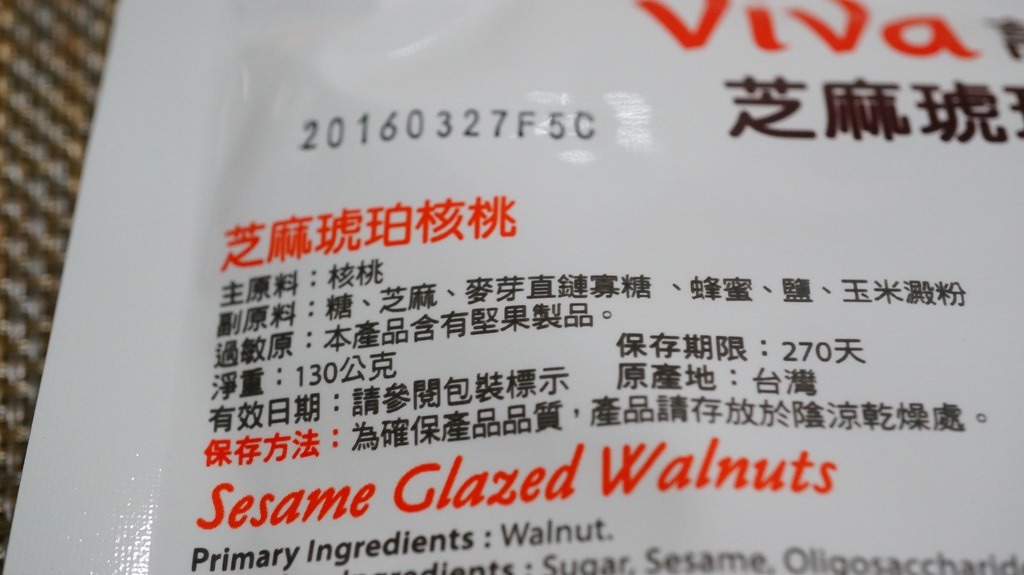 Viva
芝麻琥
20160327F5C
芝麻琥珀核桃
主原料：核桃
副原料：糖、芝麻、麥芽直鏈寡糖、蜂蜜、鹽、玉米澱粉
過敏原：本產品含有堅果製品。
淨重：130公克 保存期限：270天
有效日期：請參閱包裝標示 原產地：台灣
保存方法：為確保產品品質，產品請存放於陰涼乾燥處。
Sesame Glazed Walnuts
Primary Ingredients : Walnut.
Sugar, Sesame, Oligosaccharid